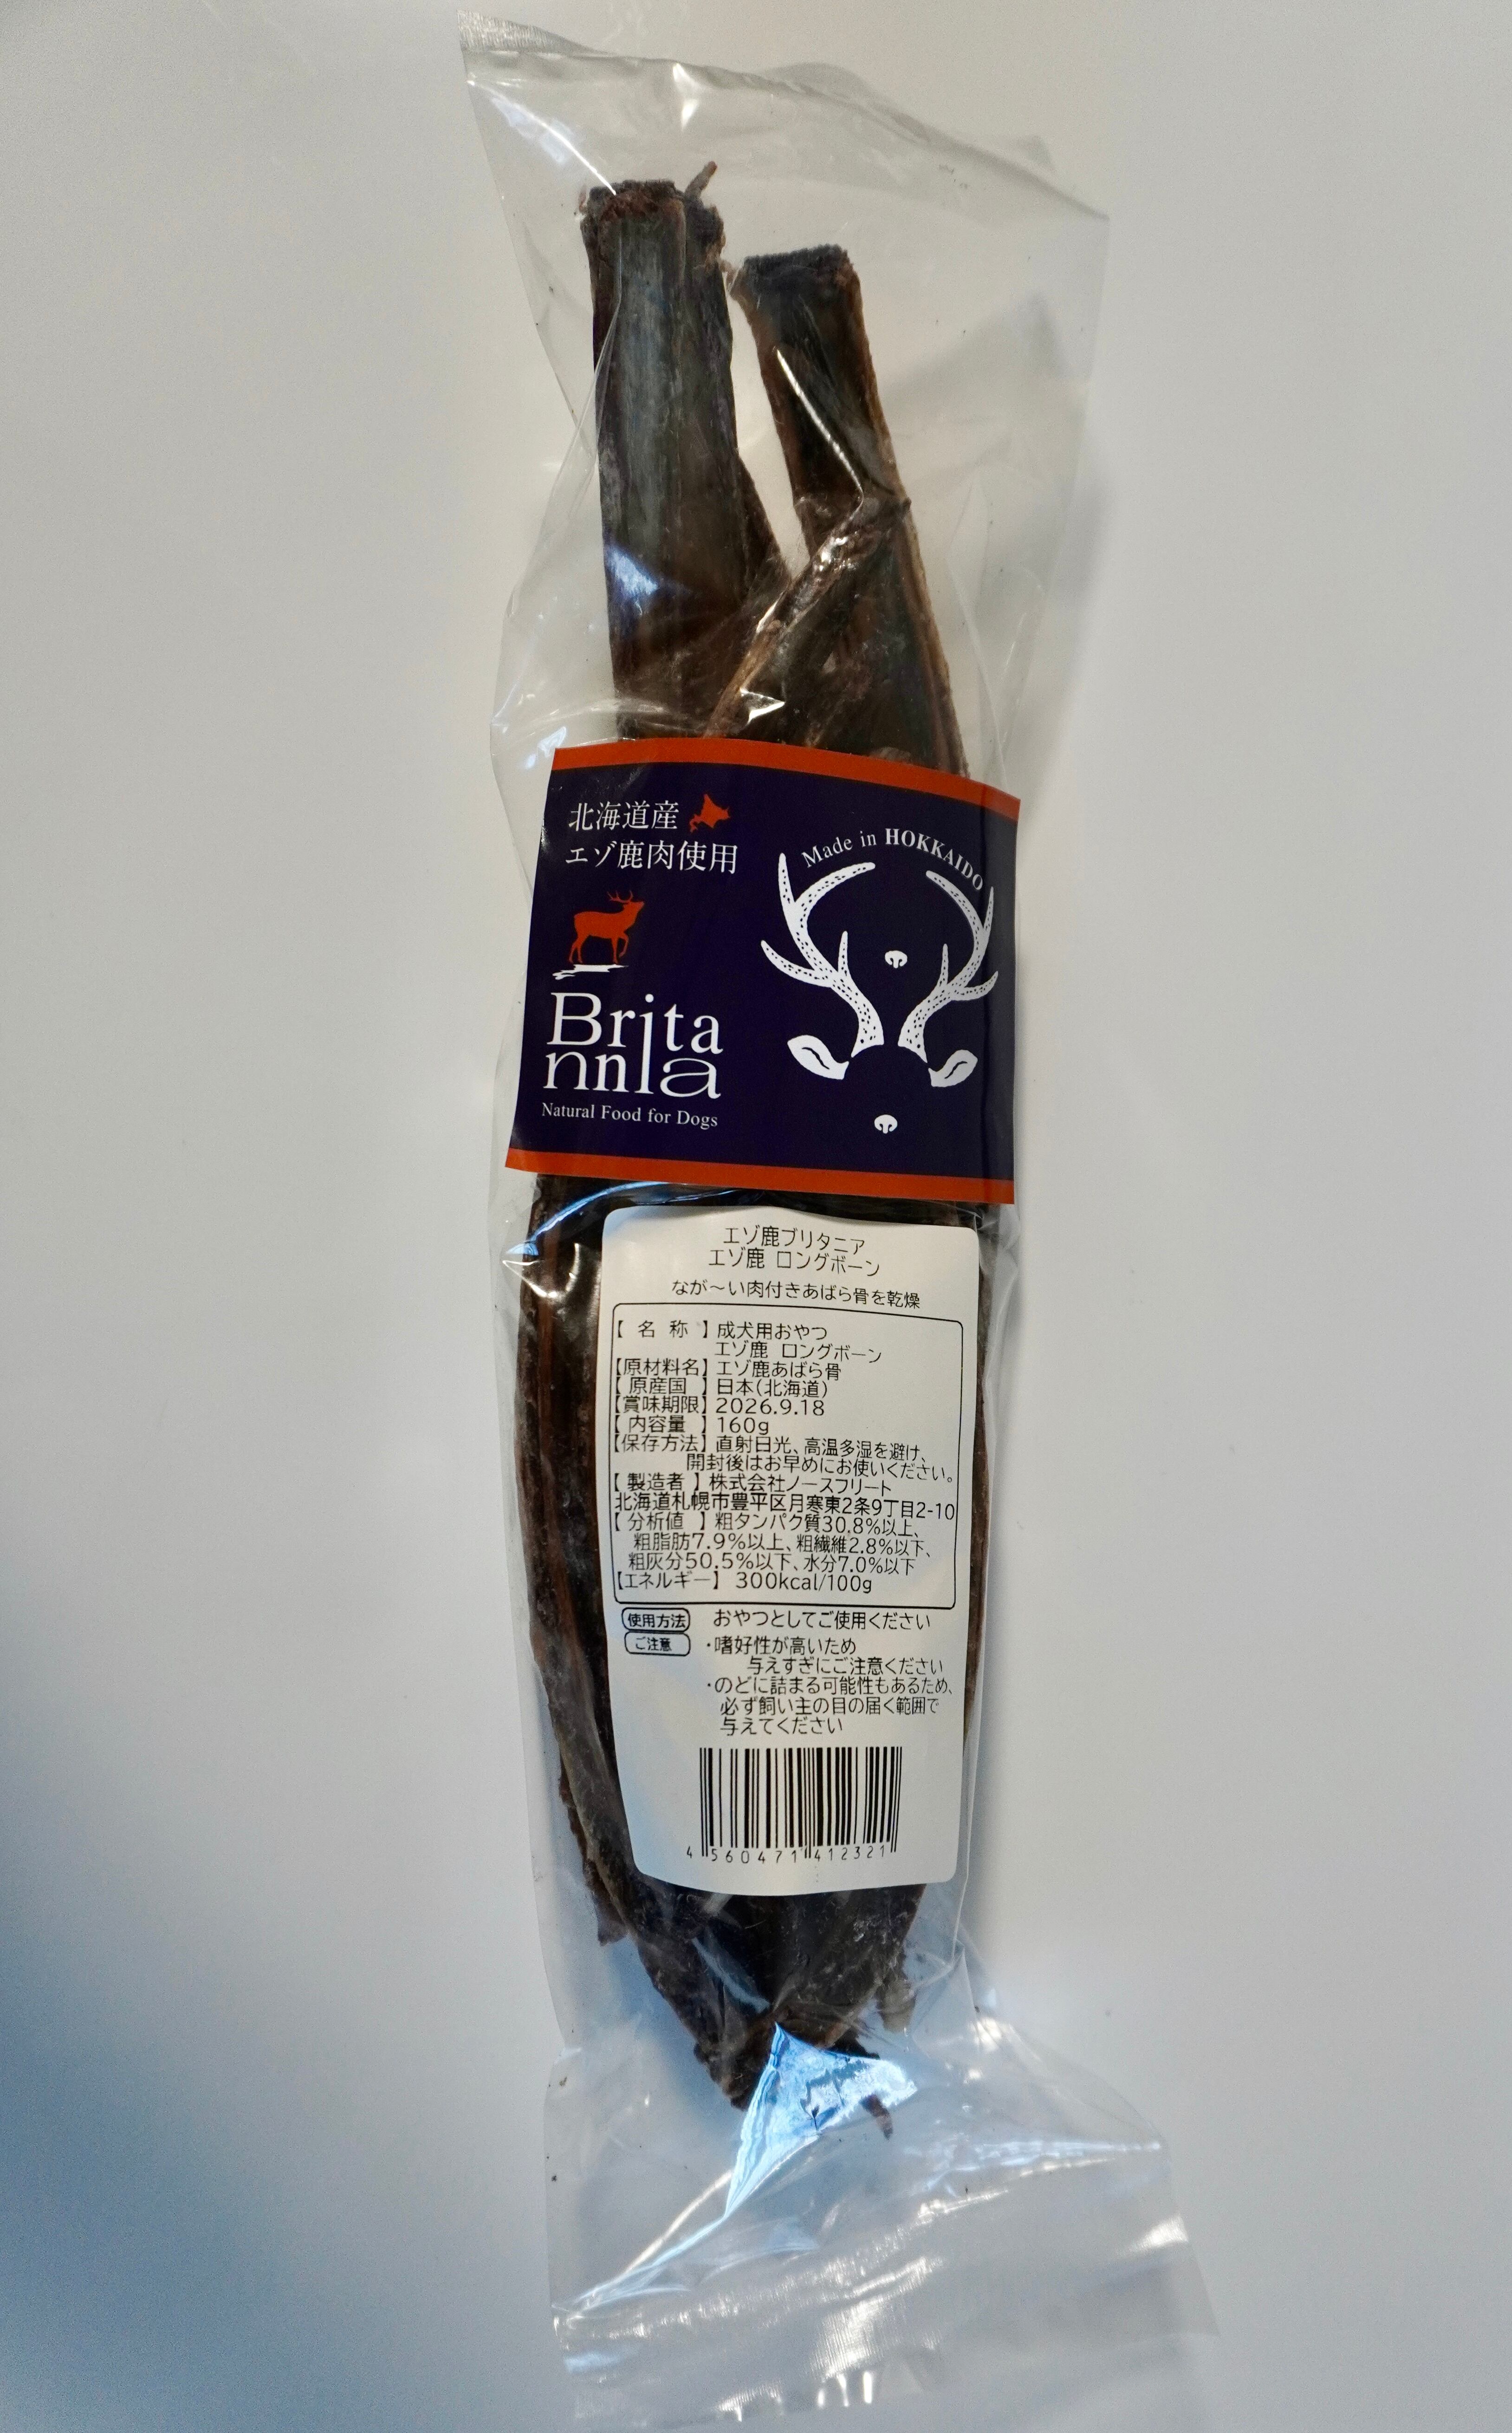 北海道産
エゾ鹿肉使用
Made in HOKKAIDO
Brita
nnia
Natural Food for Dogs
エゾ鹿ブリタニア
エゾ鹿 ロングボーン
なが～い肉付きあばら骨を乾燥
【 名 称 】成犬用おやつ
エゾ鹿 ロングボーン
【原材料名】エゾ鹿あばら骨
【 原産国 】日本(北海道)
【賞味期限】2026.9.18
【 内容量 】160g
【保存方法】直射日光、高温多湿を避け、
開封後はお早めにお使いください。
【 製造者 】株式会社ノースフリート
北海道札幌市豊平区月寒東2条9丁目2-10
【 分析値 】粗タンパク質30.8%以上、
粗脂肪7.9%以上、粗繊維2.8%以下、
粗灰分50.5%以下、水分7.0%以下
【エネルギー】 300kcal/100g
使用方法 おやつとしてご使用ください
ご注意 ・嗜好性が高いため
与えすぎにご注意ください
・のどに詰まる可能性もあるため、
必ず飼い主の目の届く範囲で
与えてください
4 560471 412321